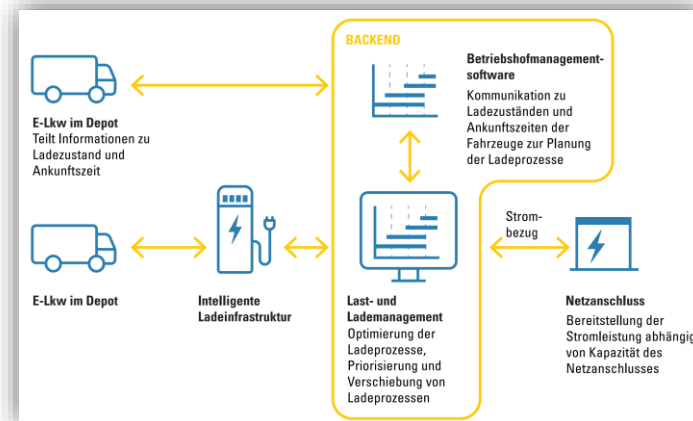 BACKEND
Betriebshofmanagement-
software
Kommunikation zu
Ladezuständen und
Ankunftszeiten der
Fahrzeuge zur Planung
der Ladeprozesse
E-Lkw im Depot
Teilt Informationen zu
Ladezustand und
Ankunftszeit
Strom-
bezug
E-Lkw im Depot
Intelligente
Ladeinfrastruktur
Last- und
Lademanagement
Optimierung der
Ladeprozesse,
Priorisierung und
Verschiebung von
Ladeprozessen
Netzanschluss
Bereitstellung der
Stromleistung abhängig
von Kapazität des
Netzanschlusses